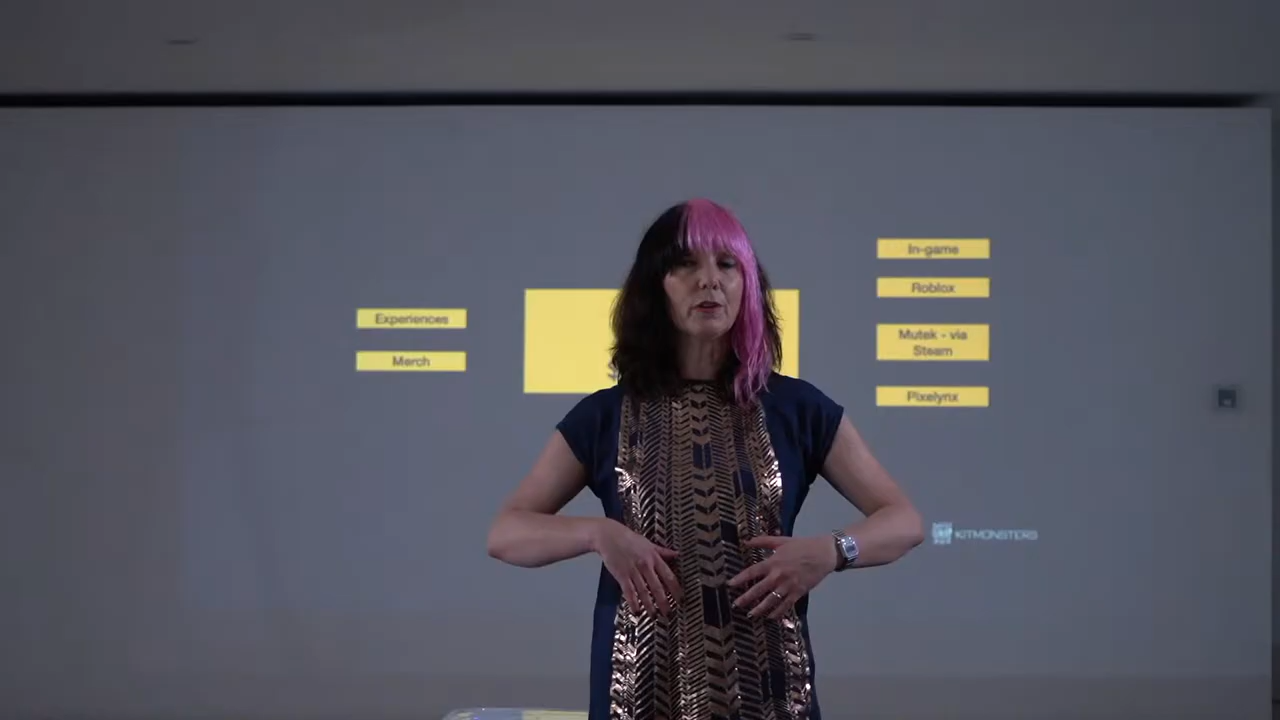 Experiences
Merch
In-game
Roblox
Mutek - via
Steam
Pixelynx
KITMONSTERS